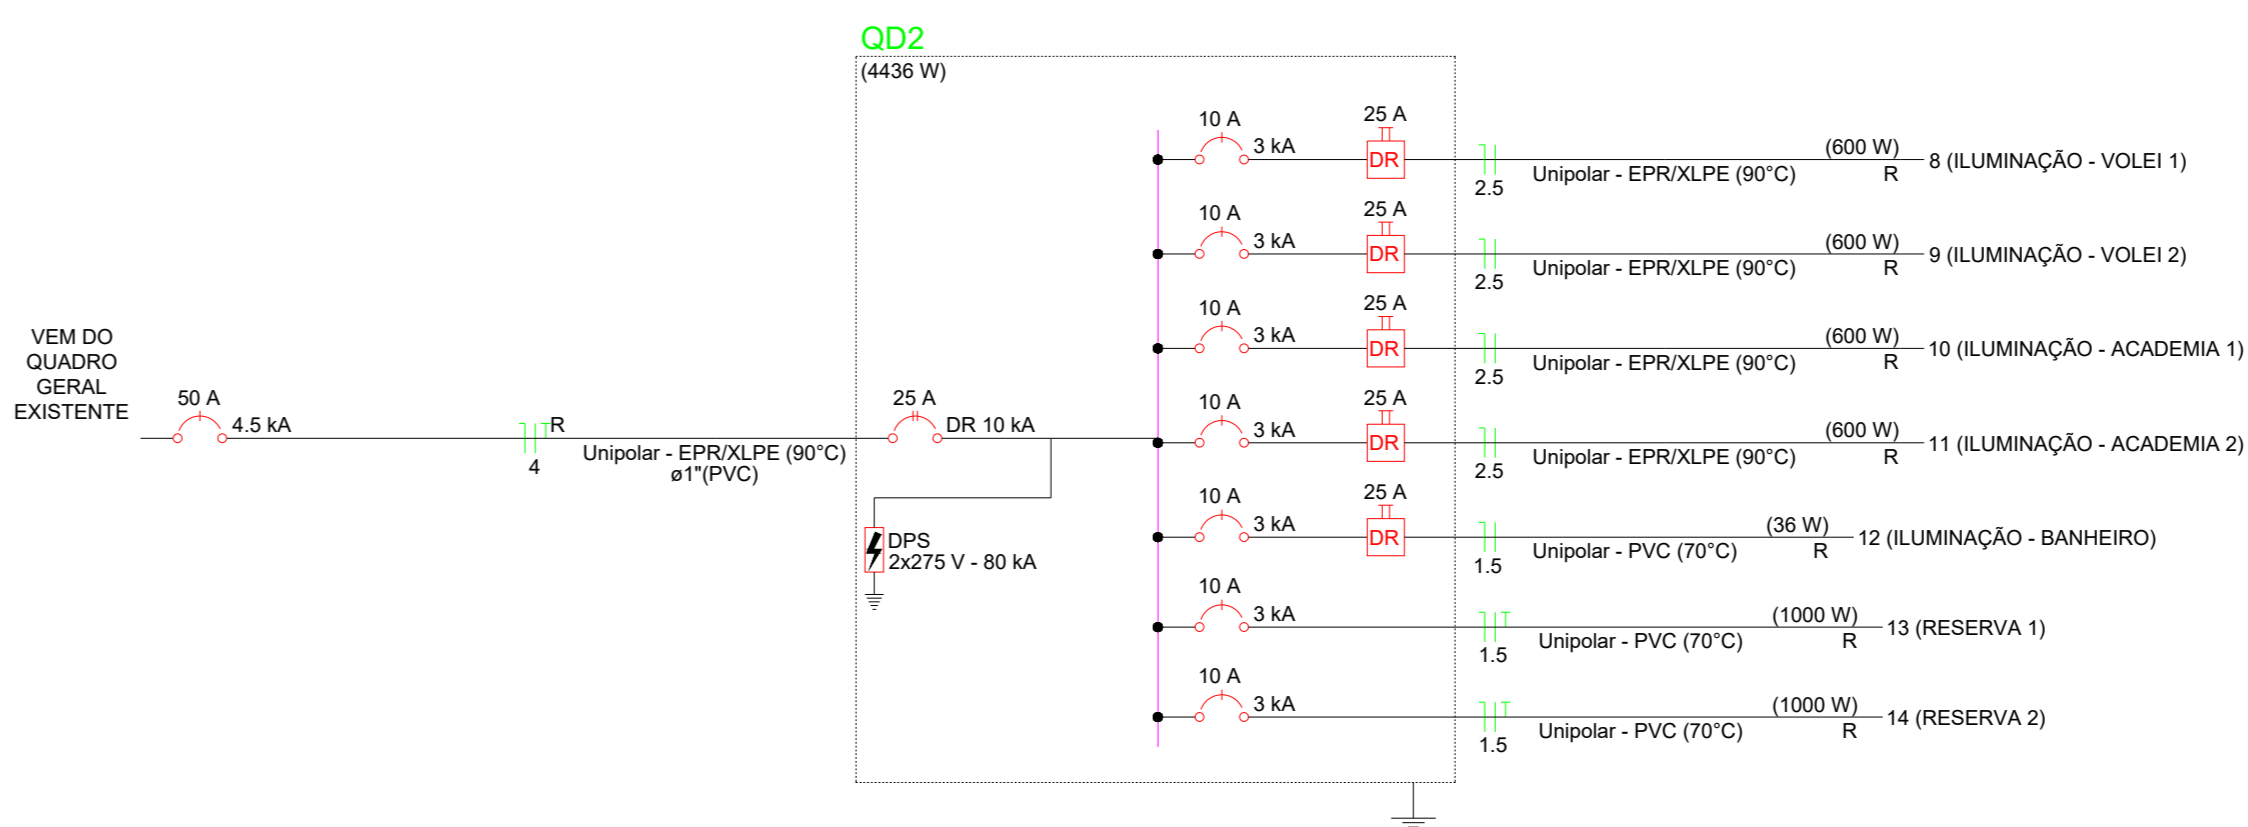 QD2
(4436 W)
VEM DO
QUADRO
GERAL
EXISTENTE
50 A
4.5 kA
R
4
Unipolar - EPR/XLPE (90°C)
ø1"(PVC)
25 A
DR 10 kA
DPS
2x275 V - 80 kA
10 A
3 kA
25 A
DR
2.5
Unipolar - EPR/XLPE (90°C)
(600 W)
R
8 (ILUMINAÇÃO - VOLEI 1)
10 A
3 kA
25 A
DR
2.5
Unipolar - EPR/XLPE (90°C)
(600 W)
R
9 (ILUMINAÇÃO - VOLEI 2)
10 A
3 kA
25 A
DR
2.5
Unipolar - EPR/XLPE (90°C)
(600 W)
R
10 (ILUMINAÇÃO - ACADEMIA 1)
10 A
3 kA
25 A
DR
2.5
Unipolar - EPR/XLPE (90°C)
(600 W)
R
11 (ILUMINAÇÃO - ACADEMIA 2)
10 A
3 kA
25 A
DR
1.5
Unipolar - PVC (70°C)
(36 W)
R
12 (ILUMINAÇÃO - BANHEIRO)
10 A
3 kA
1.5
Unipolar - PVC (70°C)
(1000 W)
R
13 (RESERVA 1)
10 A
3 kA
1.5
Unipolar - PVC (70°C)
(1000 W)
R
14 (RESERVA 2)